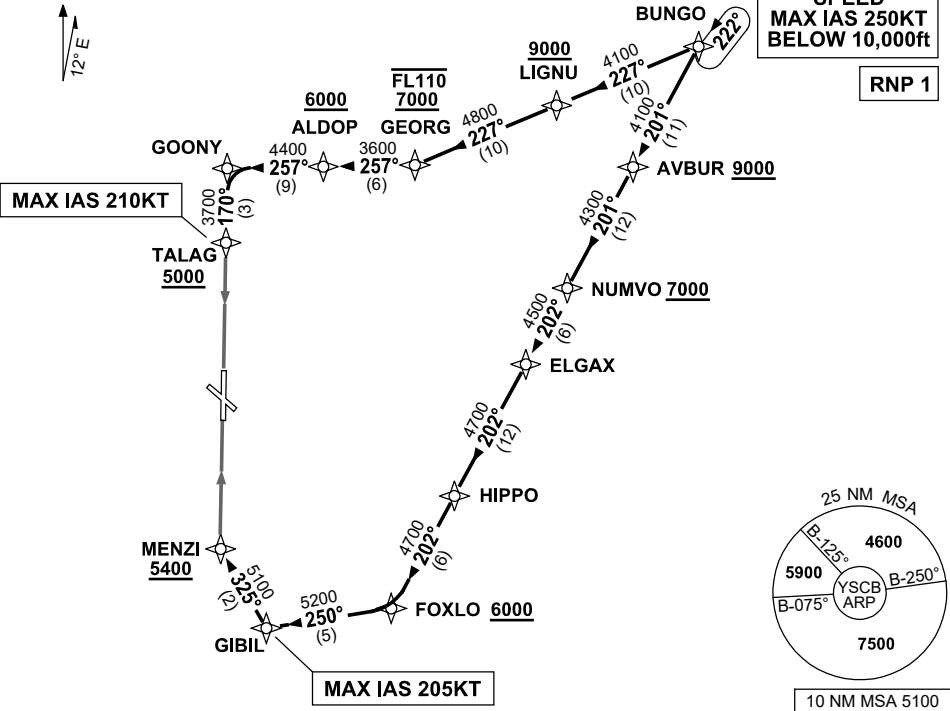 SPEED
MAX IAS 250KT
BELOW 10,000ft
RNP 1
12° E
BUNGO
222°
4100
227°
(10)
9000
LIGNU
4800
227°
(10)
FL110
7000
GEORG
3600
257°
(6)
6000
ALDOP
4400
257°
(9)
GOONY
3700
170°
(3)
MAX IAS 210KT
TALAG
5000
4100
201°
(11)
AVBUR 9000
4300
201°
(12)
NUMVO 7000
4500
202°
(6)
ELGAX
4700
202°
(12)
HIPPO
4700
202°
(6)
FOXLO 6000
5200
250°
(5)
GIBIL
MAX IAS 205KT
5100
325°
(2)
MENZI
5400
25 NM MSA
B-125°
4600
5900
YSCB
ARP
B-250°
B-075°
7500
10 NM MSA 5100